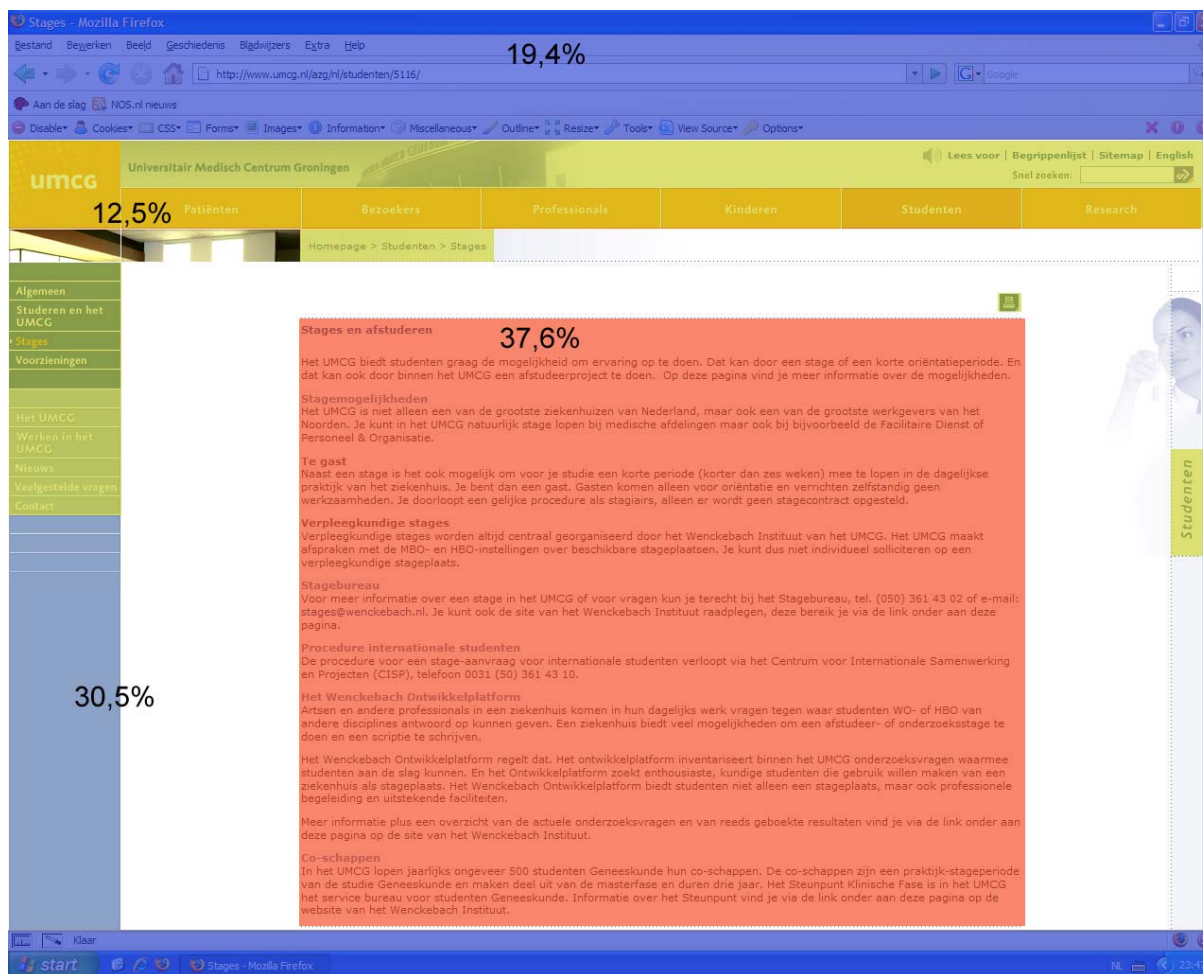 Stages - Mozilla Firefox
Bestand Bewerken Beeld Geschiedenis Bladwijzers Extra Help
19,4%
http://www.umcg.nl/azg/nl/studenten/5116/
Google
Aan de slag NOS.nl nieuws
Disable Cookies CSS Forms Images Information Miscellaneous Outline Resize Tools View Source Options
umcg
Universitair Medisch Centrum Groningen
Lees voor | Begrippenlijst | Sitemap | English
Snel zoeken:
12,5%
Patiënten Bezoekers Professionals Kinderen Studenten Research
Homepage > Studenten > Stages
Algemeen
Studeren en het
UMCG
Stages
Voorzieningen
Het UMCG
Werken in het
UMCG
Nieuws
Veelgestelde vragen
Contact
30,5%
Stages en afstuderen
37,6%
Het UMCG biedt studenten graag de mogelijkheid om ervaring op te doen. Dat kan door een stage of een korte oriëntatieperiode. En
dat kan ook door binnen het UMCG een afstudeerproject te doen. Op deze pagina vind je meer informatie over de mogelijkheden.
Stagemogelijkheden
Het UMCG is niet alleen een van de grootste ziekenhuizen van Nederland, maar ook een van de grootste werkgevers van het
Noorden. Je kunt in het UMCG natuurlijk stage lopen bij medische afdelingen maar ook bij bijvoorbeeld de Facilitaire Dienst of
Personeel & Organisatie.
Te gast
Naast een stage is het ook mogelijk om voor je studie een korte periode (korter dan zes weken) mee te lopen in de dagelijkse
praktijk van het ziekenhuis. Je bent dan een gast. Gasten komen alleen voor oriëntatie en verrichten zelfstandig geen
werkzaamheden. Je doorloopt een gelijke procedure als stagiairs, alleen er wordt geen stagecontract opgesteld.
Verpleegkundige stages
Verpleegkundige stages worden altijd centraal georganiseerd door het Wenckebach Instituut van het UMCG. Het UMCG maakt
afspraken met de MBO- en HBO-instellingen over beschikbare stageplaatsen. Je kunt dus niet individueel solliciteren op een
verpleegkundige stageplaats.
Stagebureau
Voor meer informatie over een stage in het UMCG of voor vragen kun je terecht bij het Stagebureau, tel. (050) 361 43 02 of e-mail:
stages@wenckebach.nl. Je kunt ook de site van het Wenckebach Instituut raadplegen, deze bereik je via de link onder aan deze
pagina.
Procedure internationale studenten
De procedure voor een stage-aanvraag voor internationale studenten verloopt via het Centrum voor Internationale Samenwerking
en Projecten (CISP), telefoon 0031 (50) 361 43 10.
Het Wenckebach Ontwikkelplatform
Artsen en andere professionals in een ziekenhuis komen in hun dagelijks werk vragen tegen waar studenten WO- of HBO van
andere disciplines antwoord op kunnen geven. Een ziekenhuis biedt veel mogelijkheden om een afstudeer- of onderzoeksstage te
doen en een scriptie te schrijven.
Het Wenckebach Ontwikkelplatform regelt dat. Het ontwikkelplatform inventariseert binnen het UMCG onderzoeksvragen waarmee
studenten aan de slag kunnen. En het Ontwikkelplatform zoekt enthousiaste, kundige studenten die gebruik willen maken van een
ziekenhuis als stageplaats. Het Wenckebach Ontwikkelplatform biedt studenten niet alleen een stageplaats, maar ook professionele
begeleiding en uitstekende faciliteiten.
Meer informatie plus een overzicht van de actuele onderzoeksvragen en van reeds geboekte resultaten vind je via de link onder aan
deze pagina op de site van het Wenckebach Instituut.
Co-schappen
In het UMCG lopen jaarlijks ongeveer 500 studenten Geneeskunde hun co-schappen. De co-schappen zijn een praktijk-stageperiode
van de studie Geneeskunde en maken deel uit van de masterfase en duren drie jaar. Het Steunpunt Klinische Fase is in het UMCG
het service bureau voor studenten Geneeskunde. Informatie over het Steunpunt vind je via de link onder aan deze pagina op de
website van het Wenckebach Instituut.
Studenten
Klaar
start
Stages - Mozilla Firefox
NL